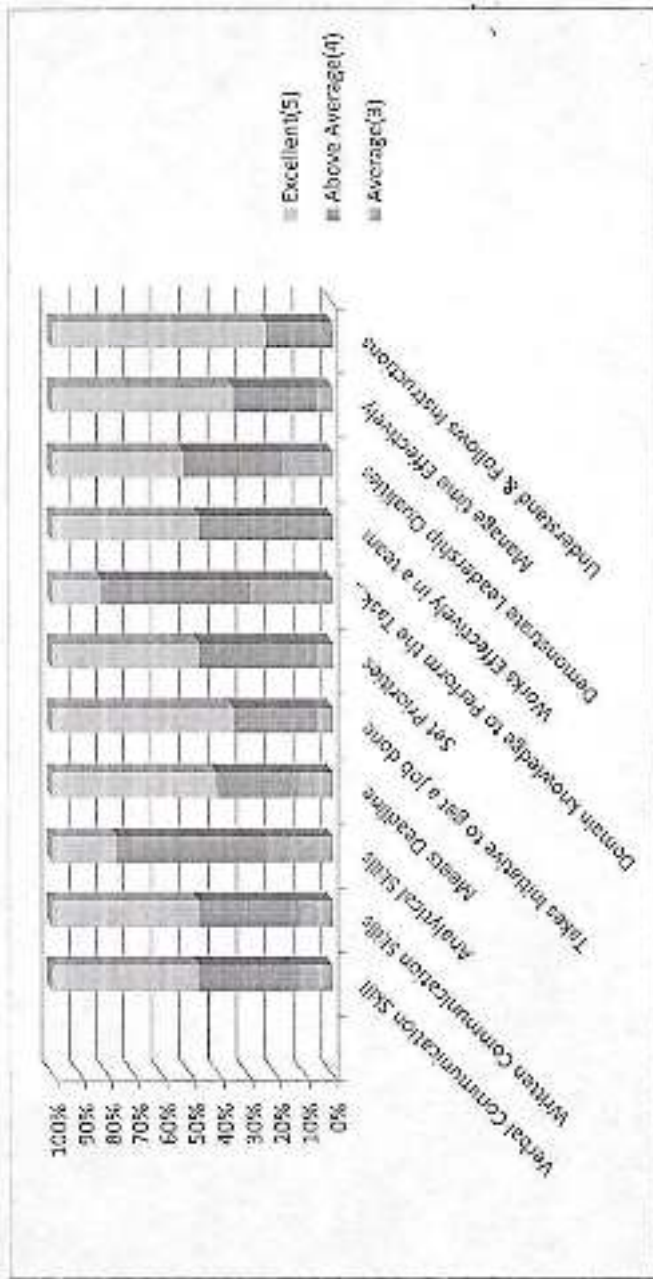 100%
90%
80%
70%
60%
50%
40%
30%
20%
10%
0%
Verbal Communication Skill
Written Communication Skills
Analytical Skills
Meets Deadline
Takes Initiative to get a job done
Set Priorities
Domain Knowledge to Perform the Task..
Works Effectively in a team
Demonstrate Leadership Qualities
Manage time Effectively
Understand & Follows Instructions
Excellent(5)
Above Average(4)
Average(3)